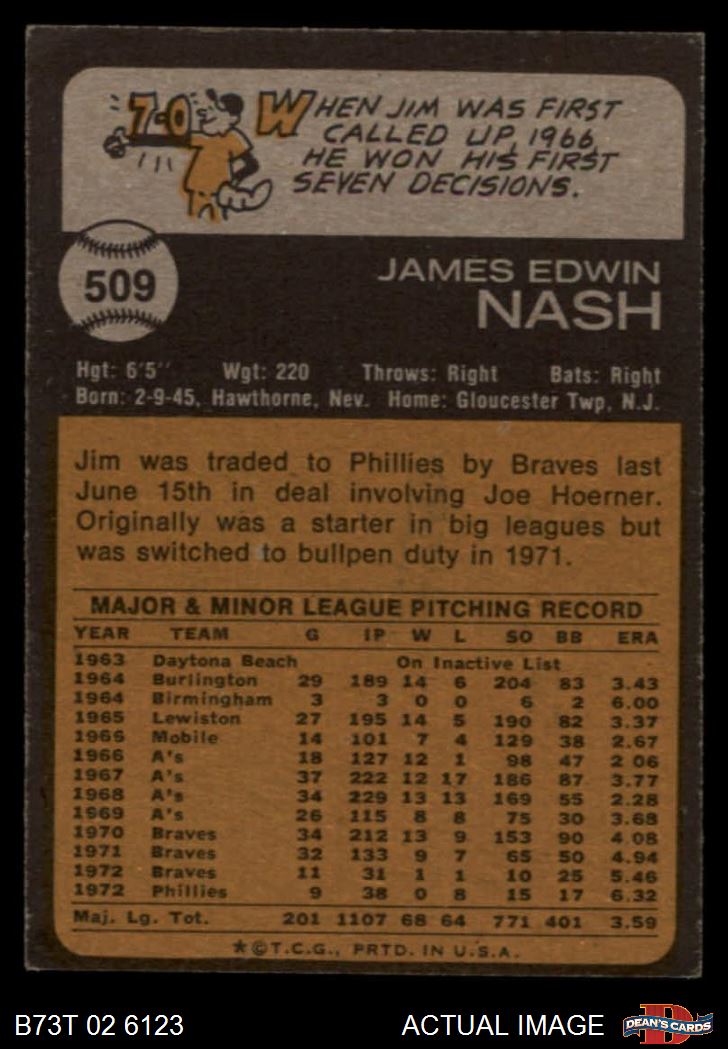 7-0
WHEN JIM WAS FIRST
CALLED UP, 1966,
HE WON HIS FIRST
SEVEN DECISIONS.
509
JAMES EDWIN
NASH
Hgt: 6'5" Wgt: 220 Throws: Right Bats: Right
Born: 2-9-45, Hawthorne, Nev. Home: Gloucester Twp, N.J.
Jim was traded to Phillies by Braves last
June 15th in deal involving Joe Hoerner.
Originally was a starter in big leagues but
was switched to bullpen duty in 1971.
MAJOR & MINOR LEAGUE PITCHING RECORD
YEAR TEAM G IP W L SO BB ERA
1963 Daytona Beach On Inactive List
1964 Burlington 29 189 14 6 204 83 3.43
1964 Birmingham 3 3 0 0 6 2 6.00
1965 Lewiston 27 195 14 5 190 82 3.37
1966 Mobile 14 101 7 4 129 38 2.67
1966 A's 18 127 12 1 98 47 2 06
1967 A's 37 222 12 17 186 87 3.77
1968 A's 34 229 13 13 169 55 2.28
1969 A's 26 115 8 8 75 30 3.68
1970 Braves 34 212 13 9 153 90 4.08
1971 Braves 32 133 9 7 65 50 4.94
1972 Braves 11 31 1 1 10 25 5.46
1972 Phillies 9 38 0 8 15 17 6.32
Maj. Lg. Tot. 201 1107 68 64 771 401 3.59
*©T.C.G., PRTD. IN U.S.A.
B73T 02 6123 ACTUAL IMAGE DEAN'S CARDS